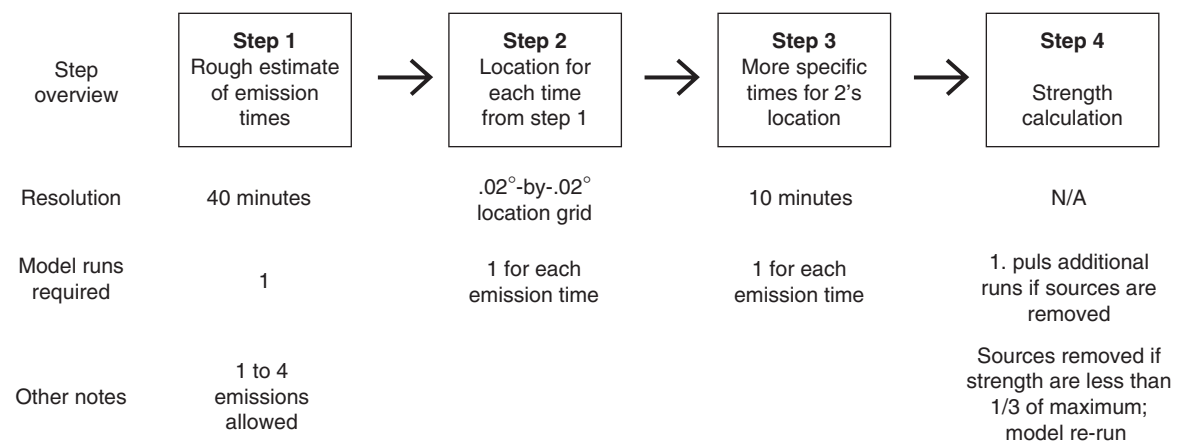 Step
overview
Step 1
Rough estimate
of emission
times
Step 2
Location for
each time
from step 1
Step 3
More specific
times for 2's
location
Step 4
Strength
calculation
Resolution
40 minutes
.02°-by-.02°
location grid
10 minutes
N/A
Model runs
required
1
1 for each
emission time
1 for each
emission time
1. puls additional
runs if sources are
removed
Other notes
1 to 4
emissions
allowed
Sources removed if
strength are less than
1/3 of maximum;
model re-run